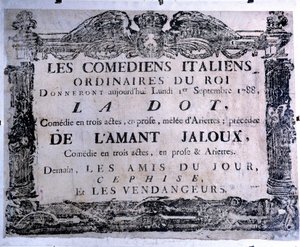 LES COMEDIENS ITALIENS
ORDINAIRES DU ROI
DONNERONT aujourd'hui Lundi 1er Septembre 1788,
LA DOT,
Comédie en trois actes, en prose, mêlée d'Ariettes; précédée
DE L'AMANT JALOUX,
Comédie en trois actes, en prose & Ariettes.
Demain, LES AMIS DU JOUR,
CEPHISE,
Et LES VENDANGEURS.